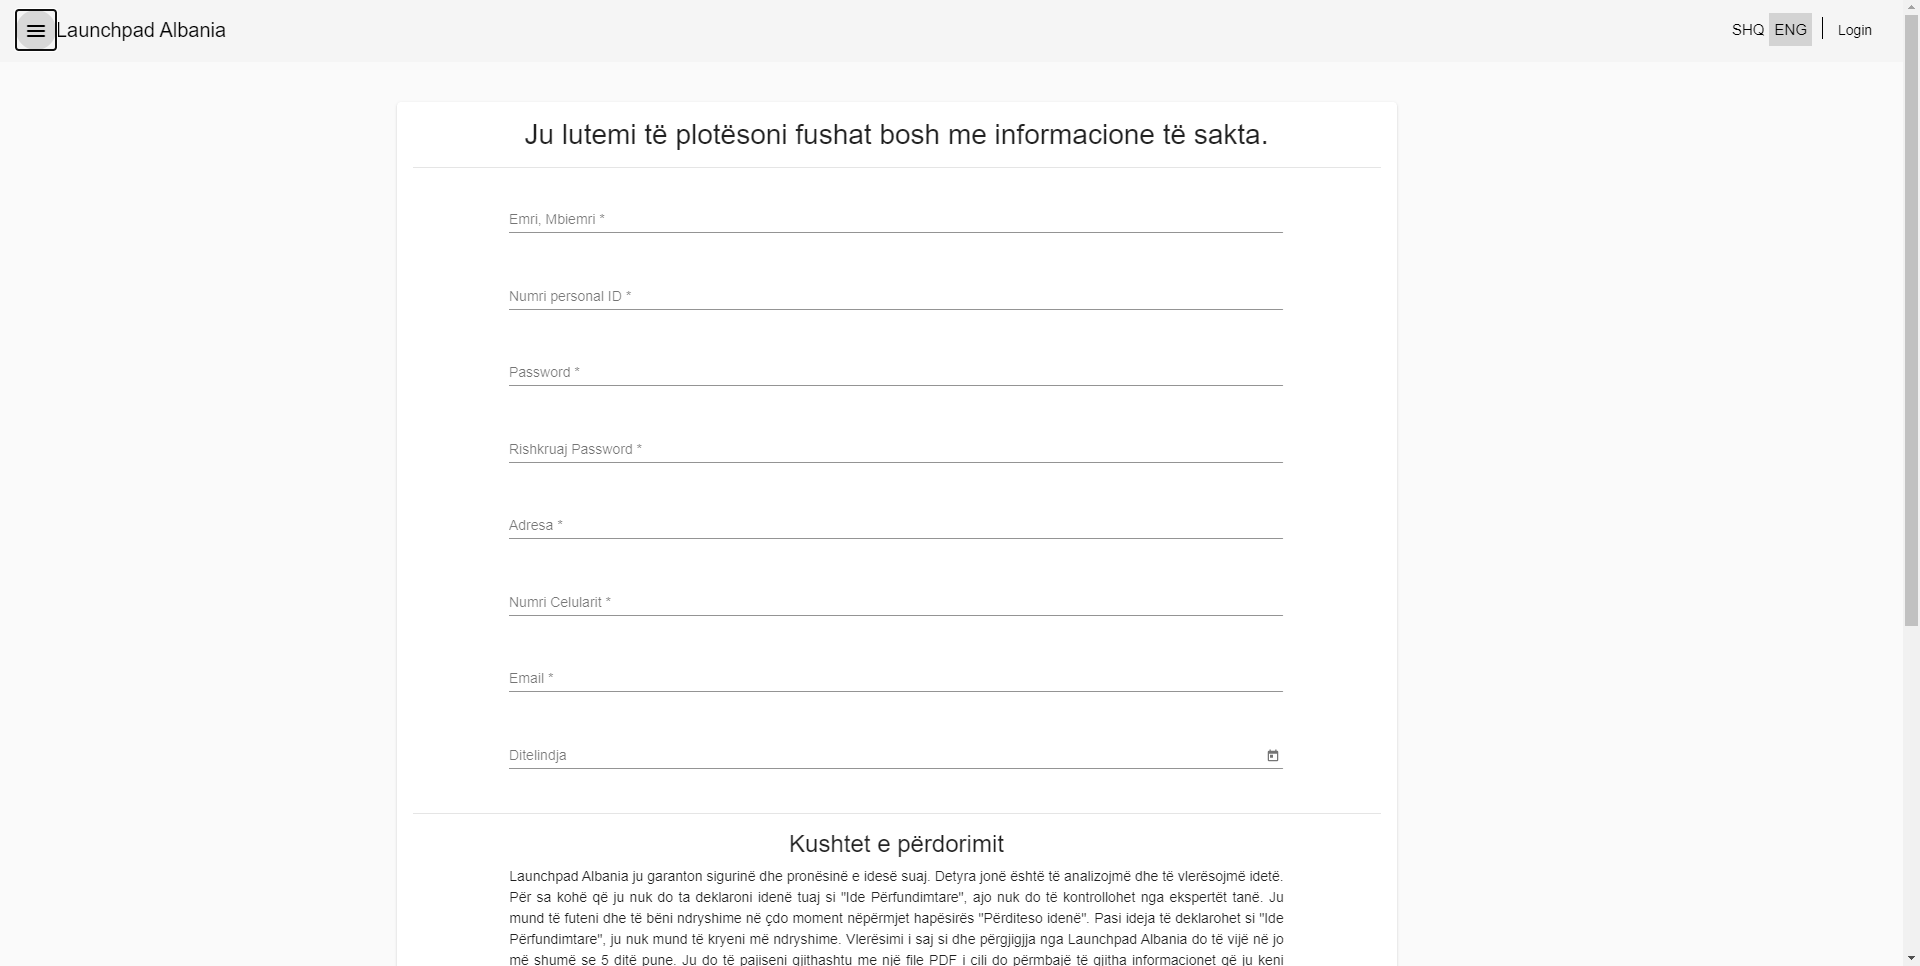 Launchpad Albania
SHQ ENG Login
Ju lutemi të plotësoni fushat bosh me informacione të sakta.
Emri, Mbiemri *
Numri personal ID *
Password *
Rishkruaj Password *
Adresa *
Numri Celularit *
Email *
Ditelindja
Kushtet e përdorimit
Launchpad Albania ju garanton sigurinë dhe pronësinë e idesë suaj. Detyra jonë është të analizojmë dhe të vlerësojmë idetë.
Për sa kohë që ju nuk do ta deklaroni idenë tuaj si "Ide Përfundimtare", ajo nuk do të kontrollohet nga ekspertët tanë. Ju
mund të futeni dhe të bëni ndryshime në çdo moment nëpërmjet hapësirës "Përditeso idenë". Pasi ideja të deklarohet si "Ide
Përfundimtare", ju nuk mund të kryeni më ndryshime. Vlerësimi i saj si dhe përgjigjja nga Launchpad Albania do të vijë në jo
më shumë se 5 ditë pune. Ju do të pajiseni gjithashtu me një file PDF i cili do përmbajë të gjitha informacionet që ju keni